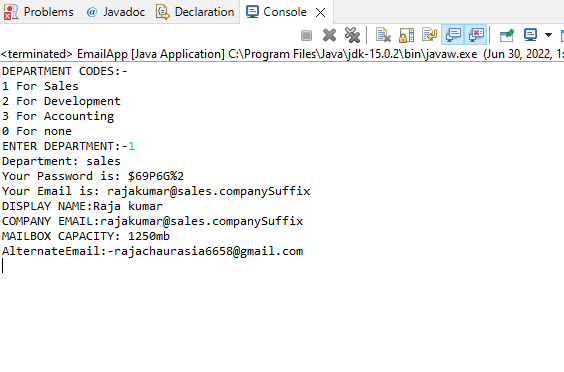 Problems @ Javadoc Declaration Console
<terminated> EmailApp [Java Application] C:\Program Files\Java\jdk-15.0.2\bin\javaw.exe (Jun 30, 2022, 1:
DEPARTMENT CODES:-
1 For Sales
2 For Development
3 For Accounting
0 For none
ENTER DEPARTMENT:-1
Department: sales
Your Password is: $69P6G%2
Your Email is: rajakumar@sales.companySuffix
DISPLAY NAME:Raja kumar
COMPANY EMAIL:rajakumar@sales.companySuffix
MAILBOX CAPACITY: 1250mb
AlternateEmail:-rajachaurasia6658@gmail.com